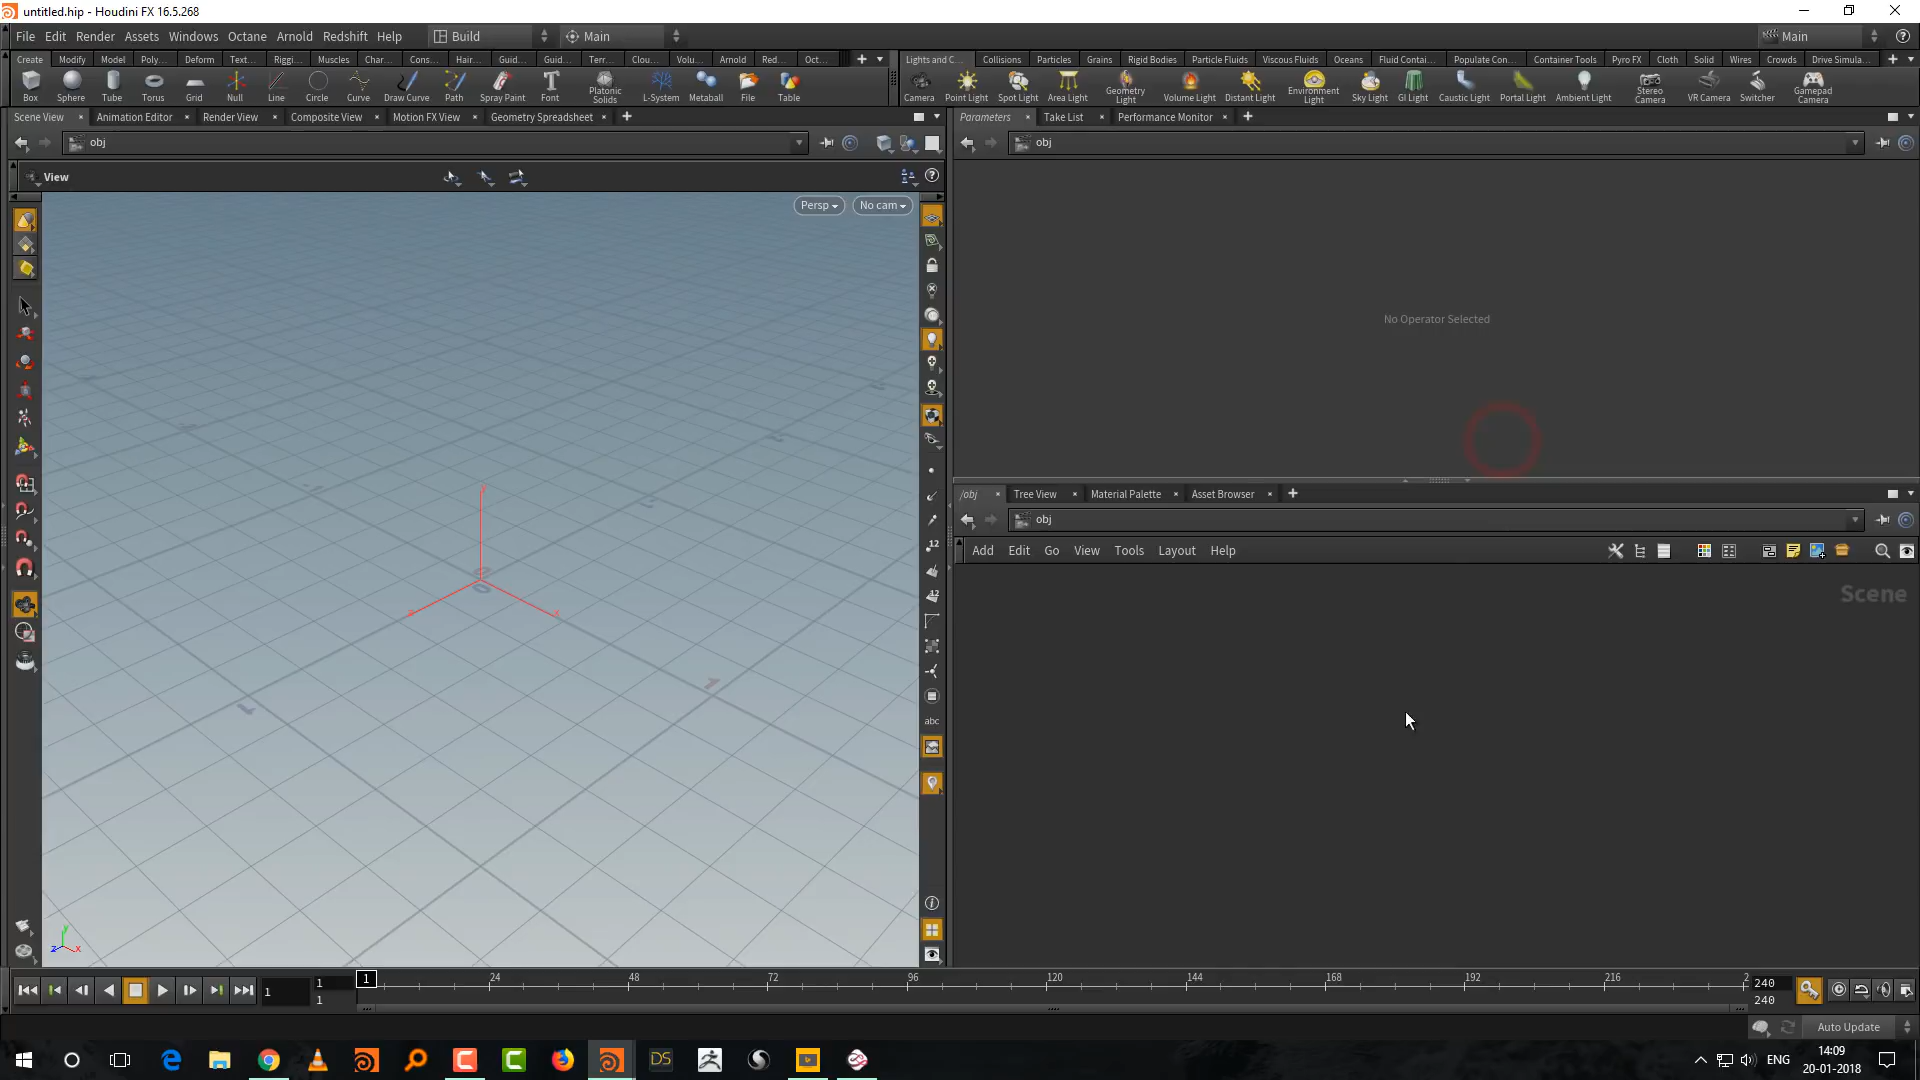 untitled.hip - Houdini FX 16.5.268
File Edit Render Assets Windows Octane Arnold Redshift Help Build Main Main
Create Modify Model Poly... Deform Text... Riggi... Muscles Char... Cons... Hair... Guid... Guid... Terr... Clou... Volu... Arnold Red... Oct...
Lights and C... Collisions Particles Grains Rigid Bodies Particle Fluids Viscous Fluids Oceans Fluid Contai... Populate Con... Container Tools Pyro FX Cloth Solid Wires Crowds Drive Simula...
Box Sphere Tube Torus Grid Null Line Circle Curve Draw Curve Path Spray Paint Font Platonic Solids L-System Metaball File Table
Camera Point Light Spot Light Area Light Geometry Light Volume Light Distant Light Environment Light Sky Light GI Light Caustic Light Portal Light Ambient Light Stereo Camera VR Camera Switcher Gamepad Camera
Scene View Animation Editor Render View Composite View Motion FX View Geometry Spreadsheet
Parameters Take List Performance Monitor
obj
obj
View
Persp No cam
No Operator Selected
/obj Tree View Material Palette Asset Browser
obj
Add Edit Go View Tools Layout Help
Scene
y
z
x
0
0
1
12
12
abc
y
z x
1 1 1 1 24 48 72 96 120 144 168 192 216 2 240
240
Auto Update
DS
ENG
14:09
20-01-2018